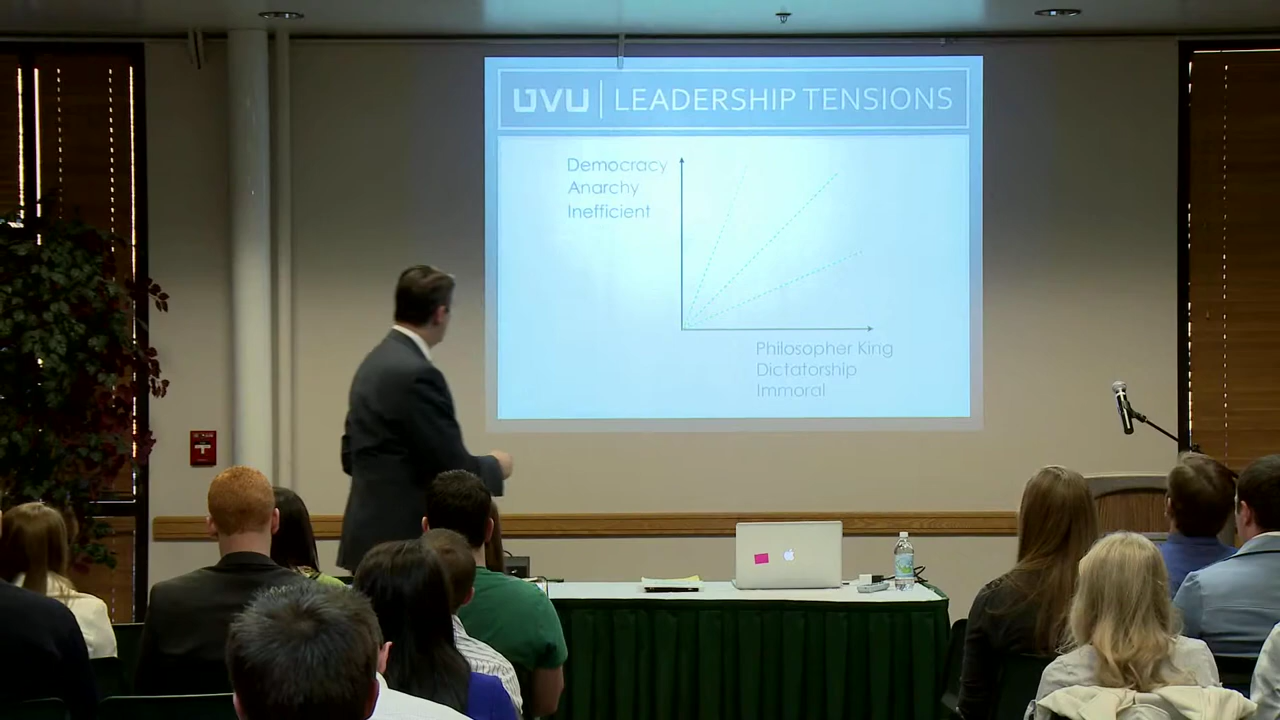 UVU | LEADERSHIP TENSIONS
Democracy
Anarchy
Inefficient
Philosopher King
Dictatorship
Immoral